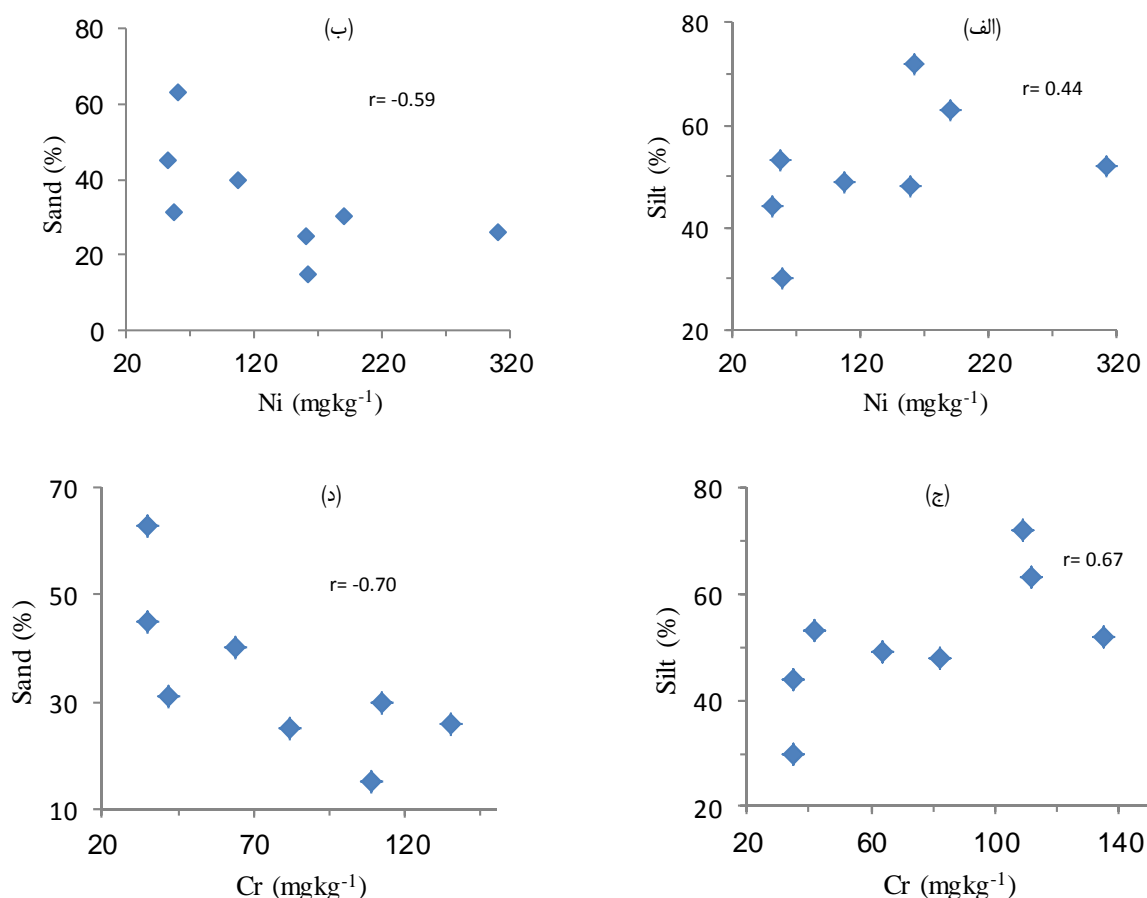 (الف)
r= 0.44
Silt (%)
80
60
40
20
20 120 220 320
Ni (mgkg⁻¹)
(ب)
r= -0.59
Sand (%)
80
60
40
20
0
20 120 220 320
Ni (mgkg⁻¹)
(ج)
r= 0.67
Silt (%)
80
60
40
20
20 60 100 140
Cr (mgkg⁻¹)
(د)
r= -0.70
Sand (%)
70
50
30
10
20 70 120
Cr (mgkg⁻¹)